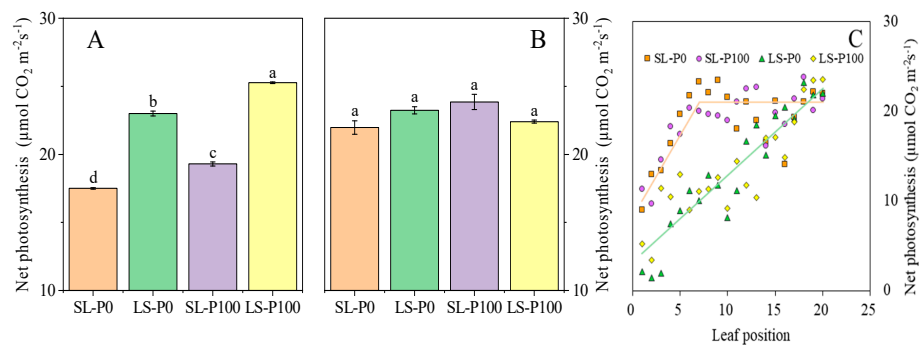 Net photosynthesis (μmol CO₂ m⁻²s⁻¹)
30
20
10
A
d
b
c
a
SL-P0
LS-P0
SL-P100
LS-P100
B
a
a
a
a
SL-P0
LS-P0
SL-P100
LS-P100
30
20
10
Net photosynthesis (μmol CO₂ m⁻²s⁻¹)
C
SL-P0
SL-P100
LS-P0
LS-P100
0
5
10
15
20
25
Leaf position
30
20
10
0
Net photosynthesis (μmol CO₂ m⁻²s⁻¹)